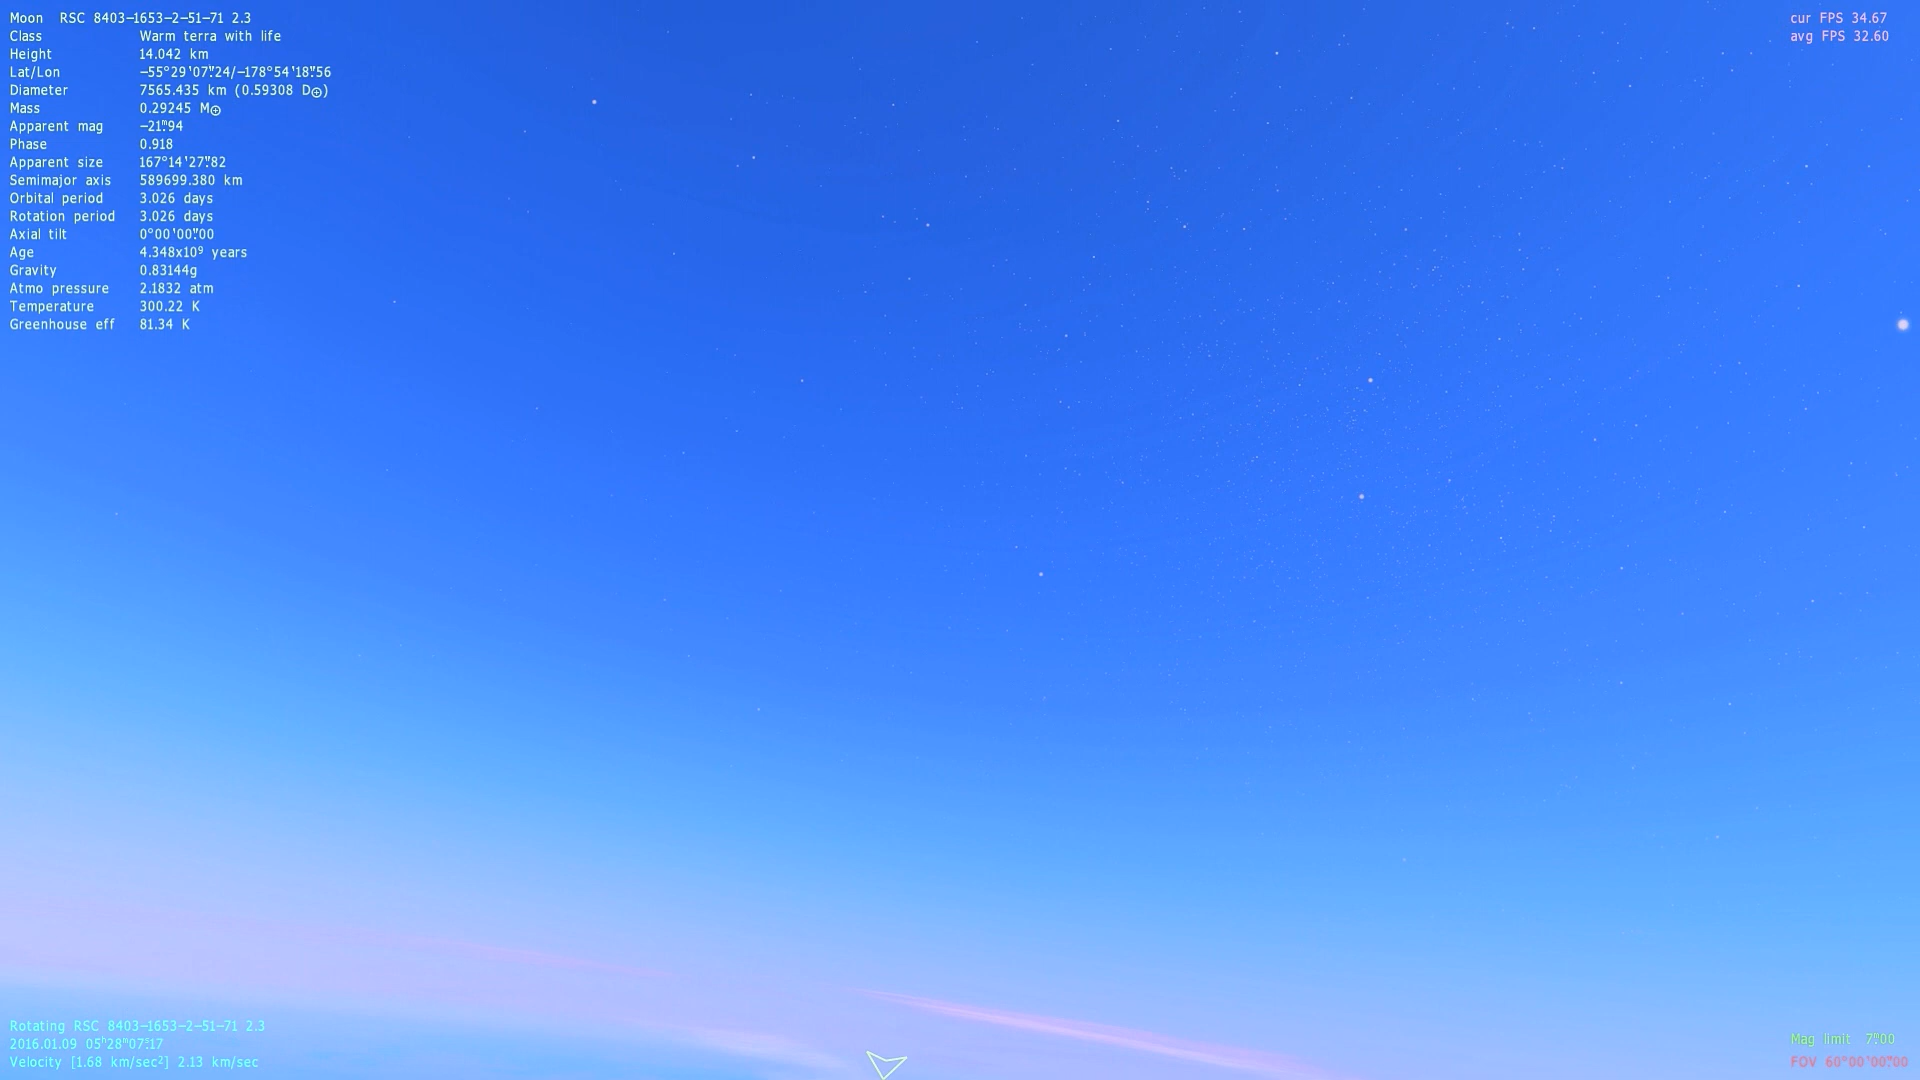 Moon RSC 8403-1653-2-51-71 2.3
Class Warm terra with life
Height 14.042 km
Lat/Lon -55°29'07"24/-178°54'18"56
Diameter 7565.435 km (0.59308 D⊕)
Mass 0.29245 M⊕
Apparent mag -21ᵐ94
Phase 0.918
Apparent size 167°14'27"82
Semimajor axis 589699.380 km
Orbital period 3.026 days
Rotation period 3.026 days
Axial tilt 0°00'00"00
Age 4.348x10⁹ years
Gravity 0.83144g
Atmo pressure 2.1832 atm
Temperature 300.22 K
Greenhouse eff 81.34 K
cur FPS 34.67
avg FPS 32.60
Rotating RSC 8403-1653-2-51-71 2.3
2016.01.09 05ʰ28ᵐ07ˢ17
Velocity [1.68 km/sec²] 2.13 km/sec
Mag limit 7ᵐ00
FOV 60°00'00"00